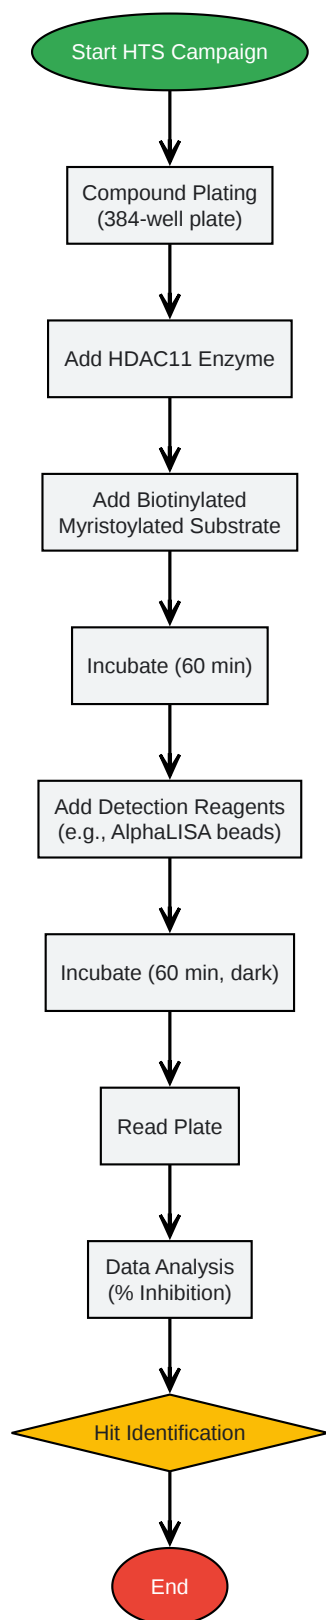 Start HTS Campaign
Compound Plating
(384-well plate)
Add HDAC11 Enzyme
Add Biotinylated
Myristoylated Substrate
Incubate (60 min)
Add Detection Reagents
(e.g., AlphaLISA beads)
Incubate (60 min, dark)
Read Plate
Data Analysis
(% Inhibition)
Hit Identification
End